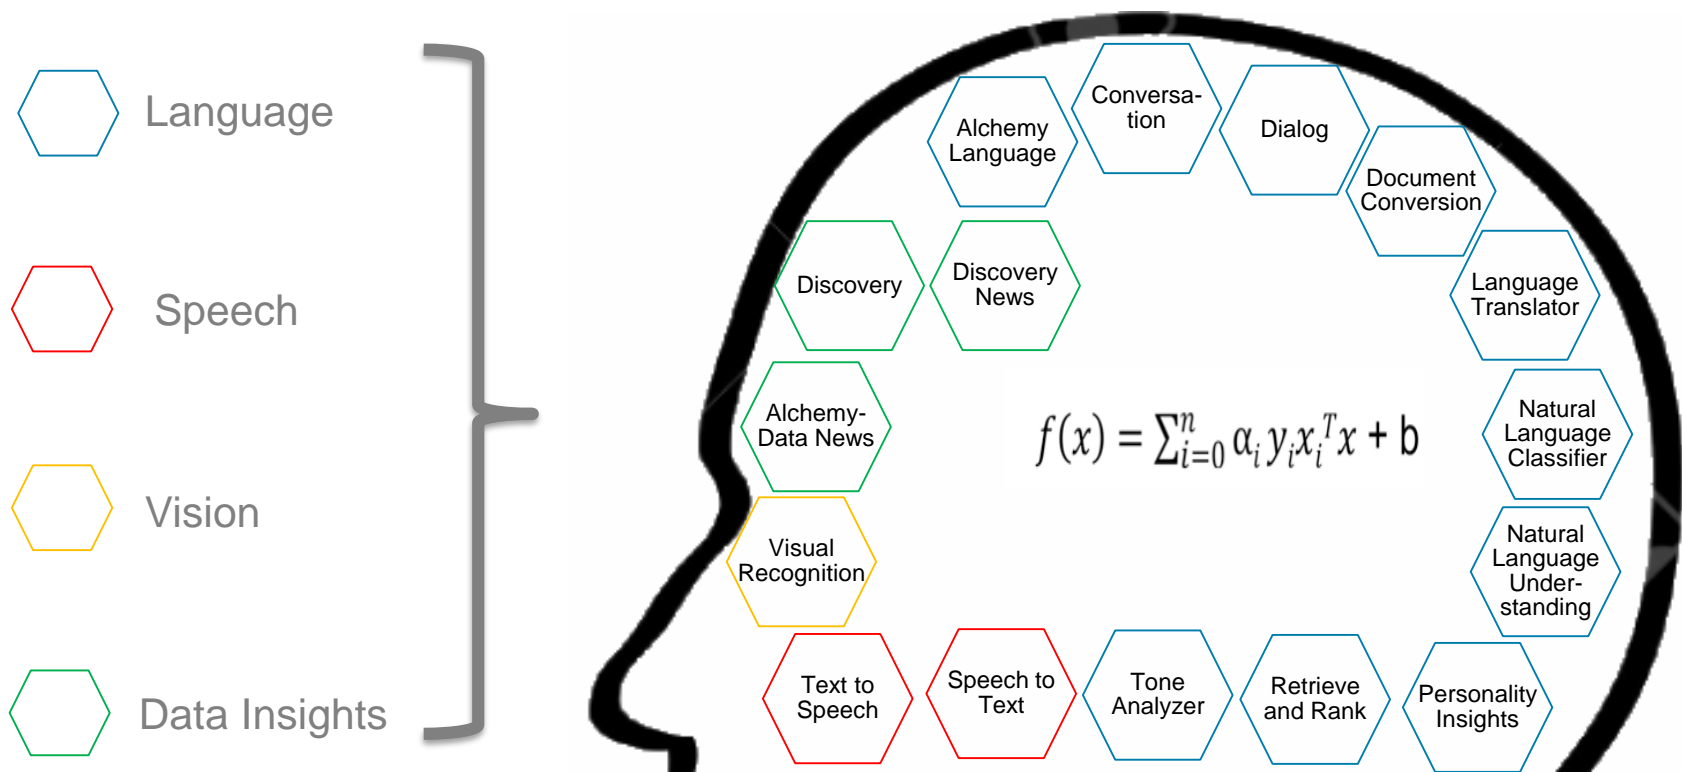 Language
Speech
Vision
Data Insights
Conversa-
tion
Alchemy
Language
Dialog
Document
Conversion
Discovery
Discovery
News
Language
Translator
Alchemy-
Data News
f(x) = ∑ⁿᵢ₌₀ αᵢ yᵢxᵢᵀx + b
Natural
Language
Classifier
Visual
Recognition
Natural
Language
Under-
standing
Text to
Speech
Speech to
Text
Tone
Analyzer
Retrieve
and Rank
Personality
Insights